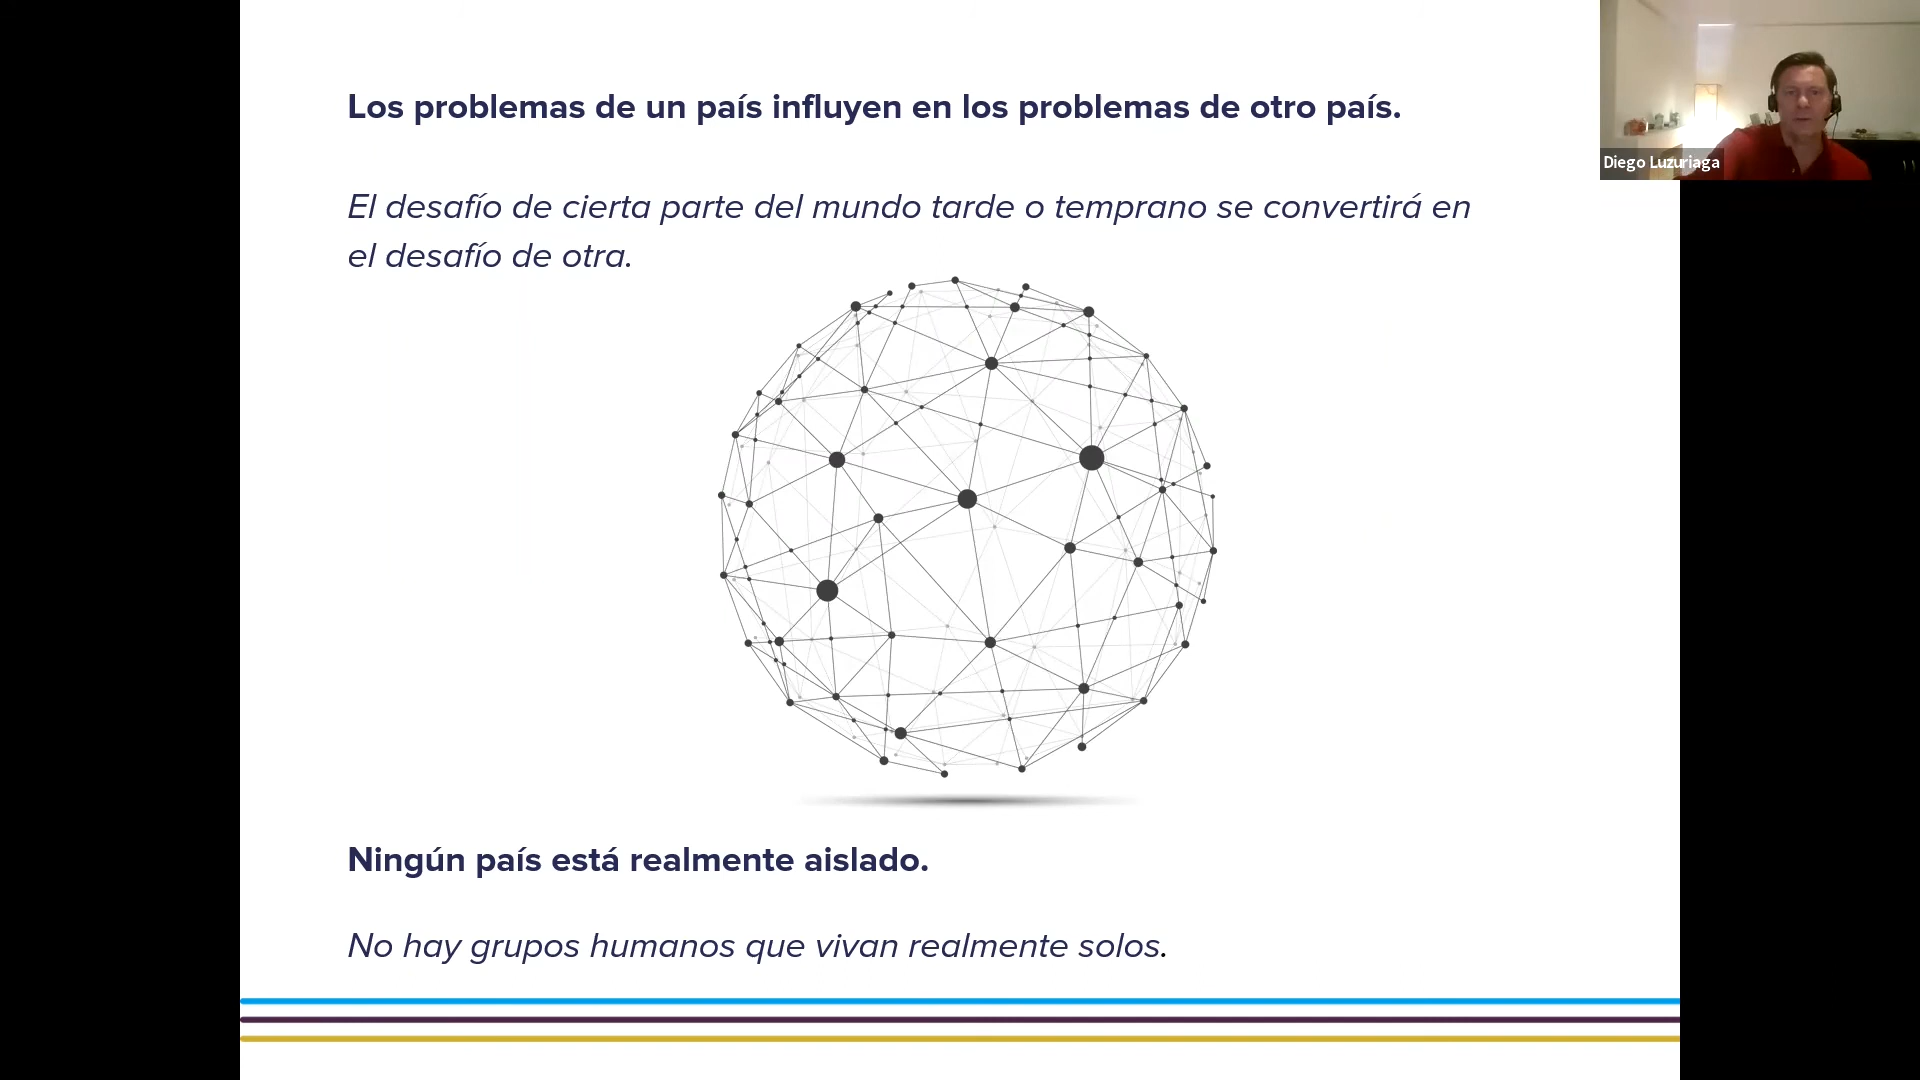 Los problemas de un país influyen en los problemas de otro país.
El desafío de cierta parte del mundo tarde o temprano se convertirá en
el desafío de otra.
Diego Luzuriaga
Ningún país está realmente aislado.
No hay grupos humanos que vivan realmente solos.